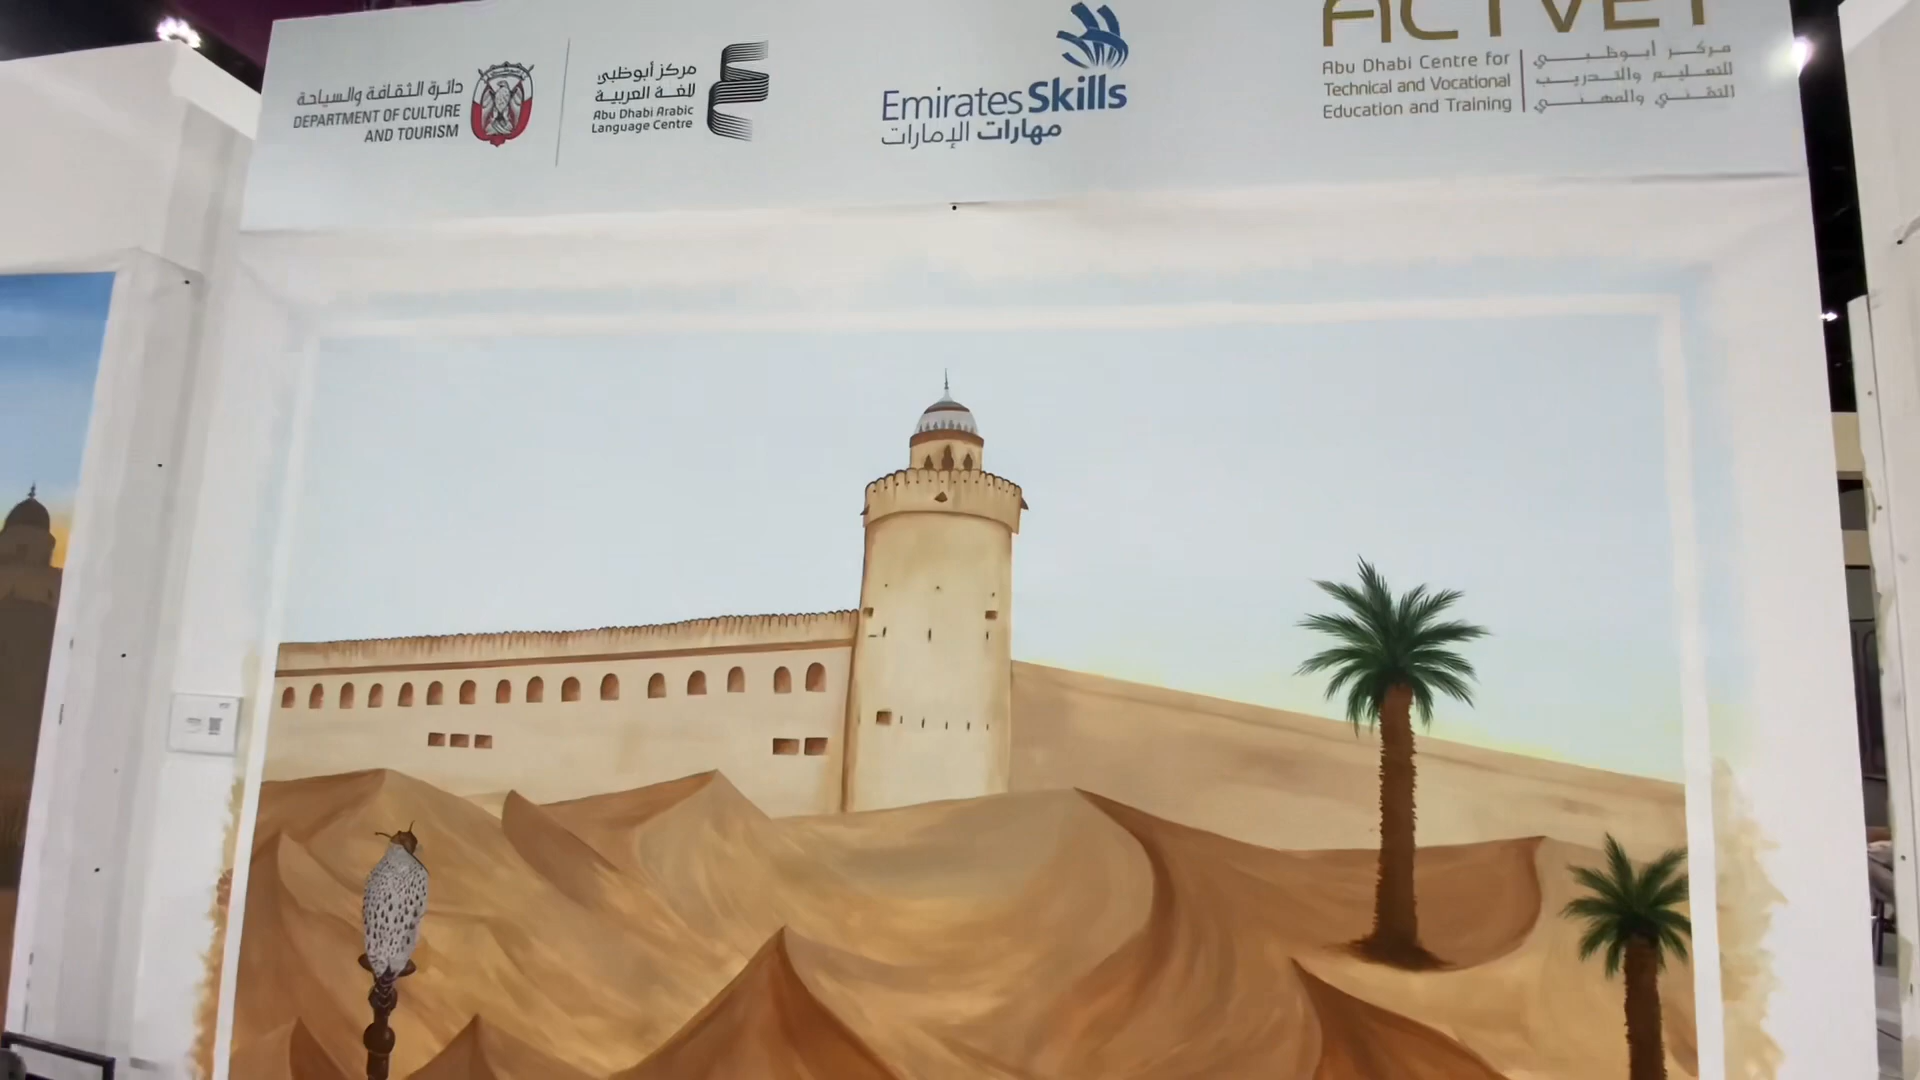 دائرة الثقافة والسياحة
DEPARTMENT OF CULTURE
AND TOURISM
مركز أبوظبي
للغة العربية
Abu Dhabi Arabic
Language Centre
Emirates Skills
مهارات الإمارات
ACTVET
Abu Dhabi Centre for
Technical and Vocational
Education and Training
مركز أبوظبي
للتعليم والتدريب
التقني والمهني